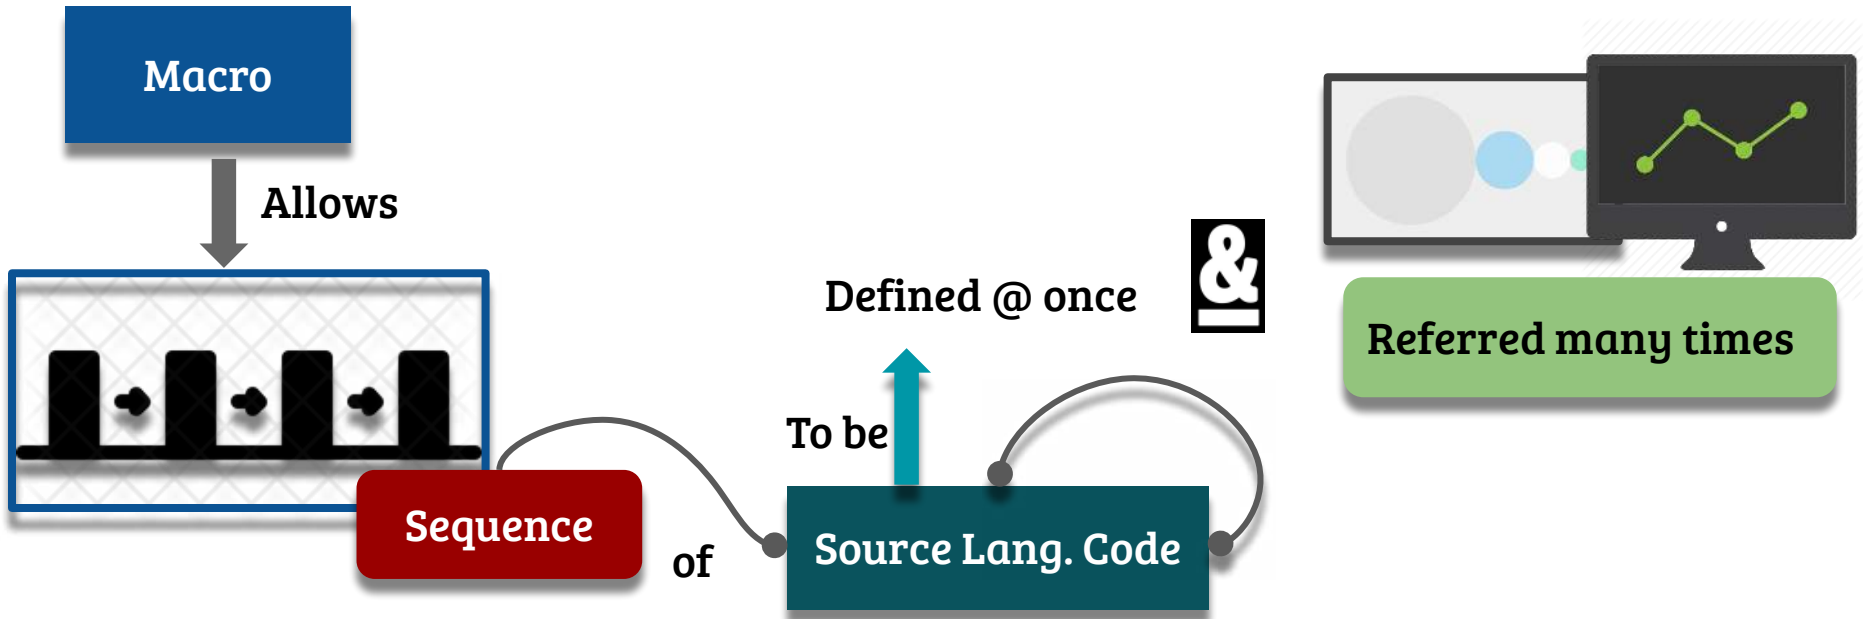 Macro
Allows
Sequence
of
Source Lang. Code
To be
Defined @ once
&
Referred many times